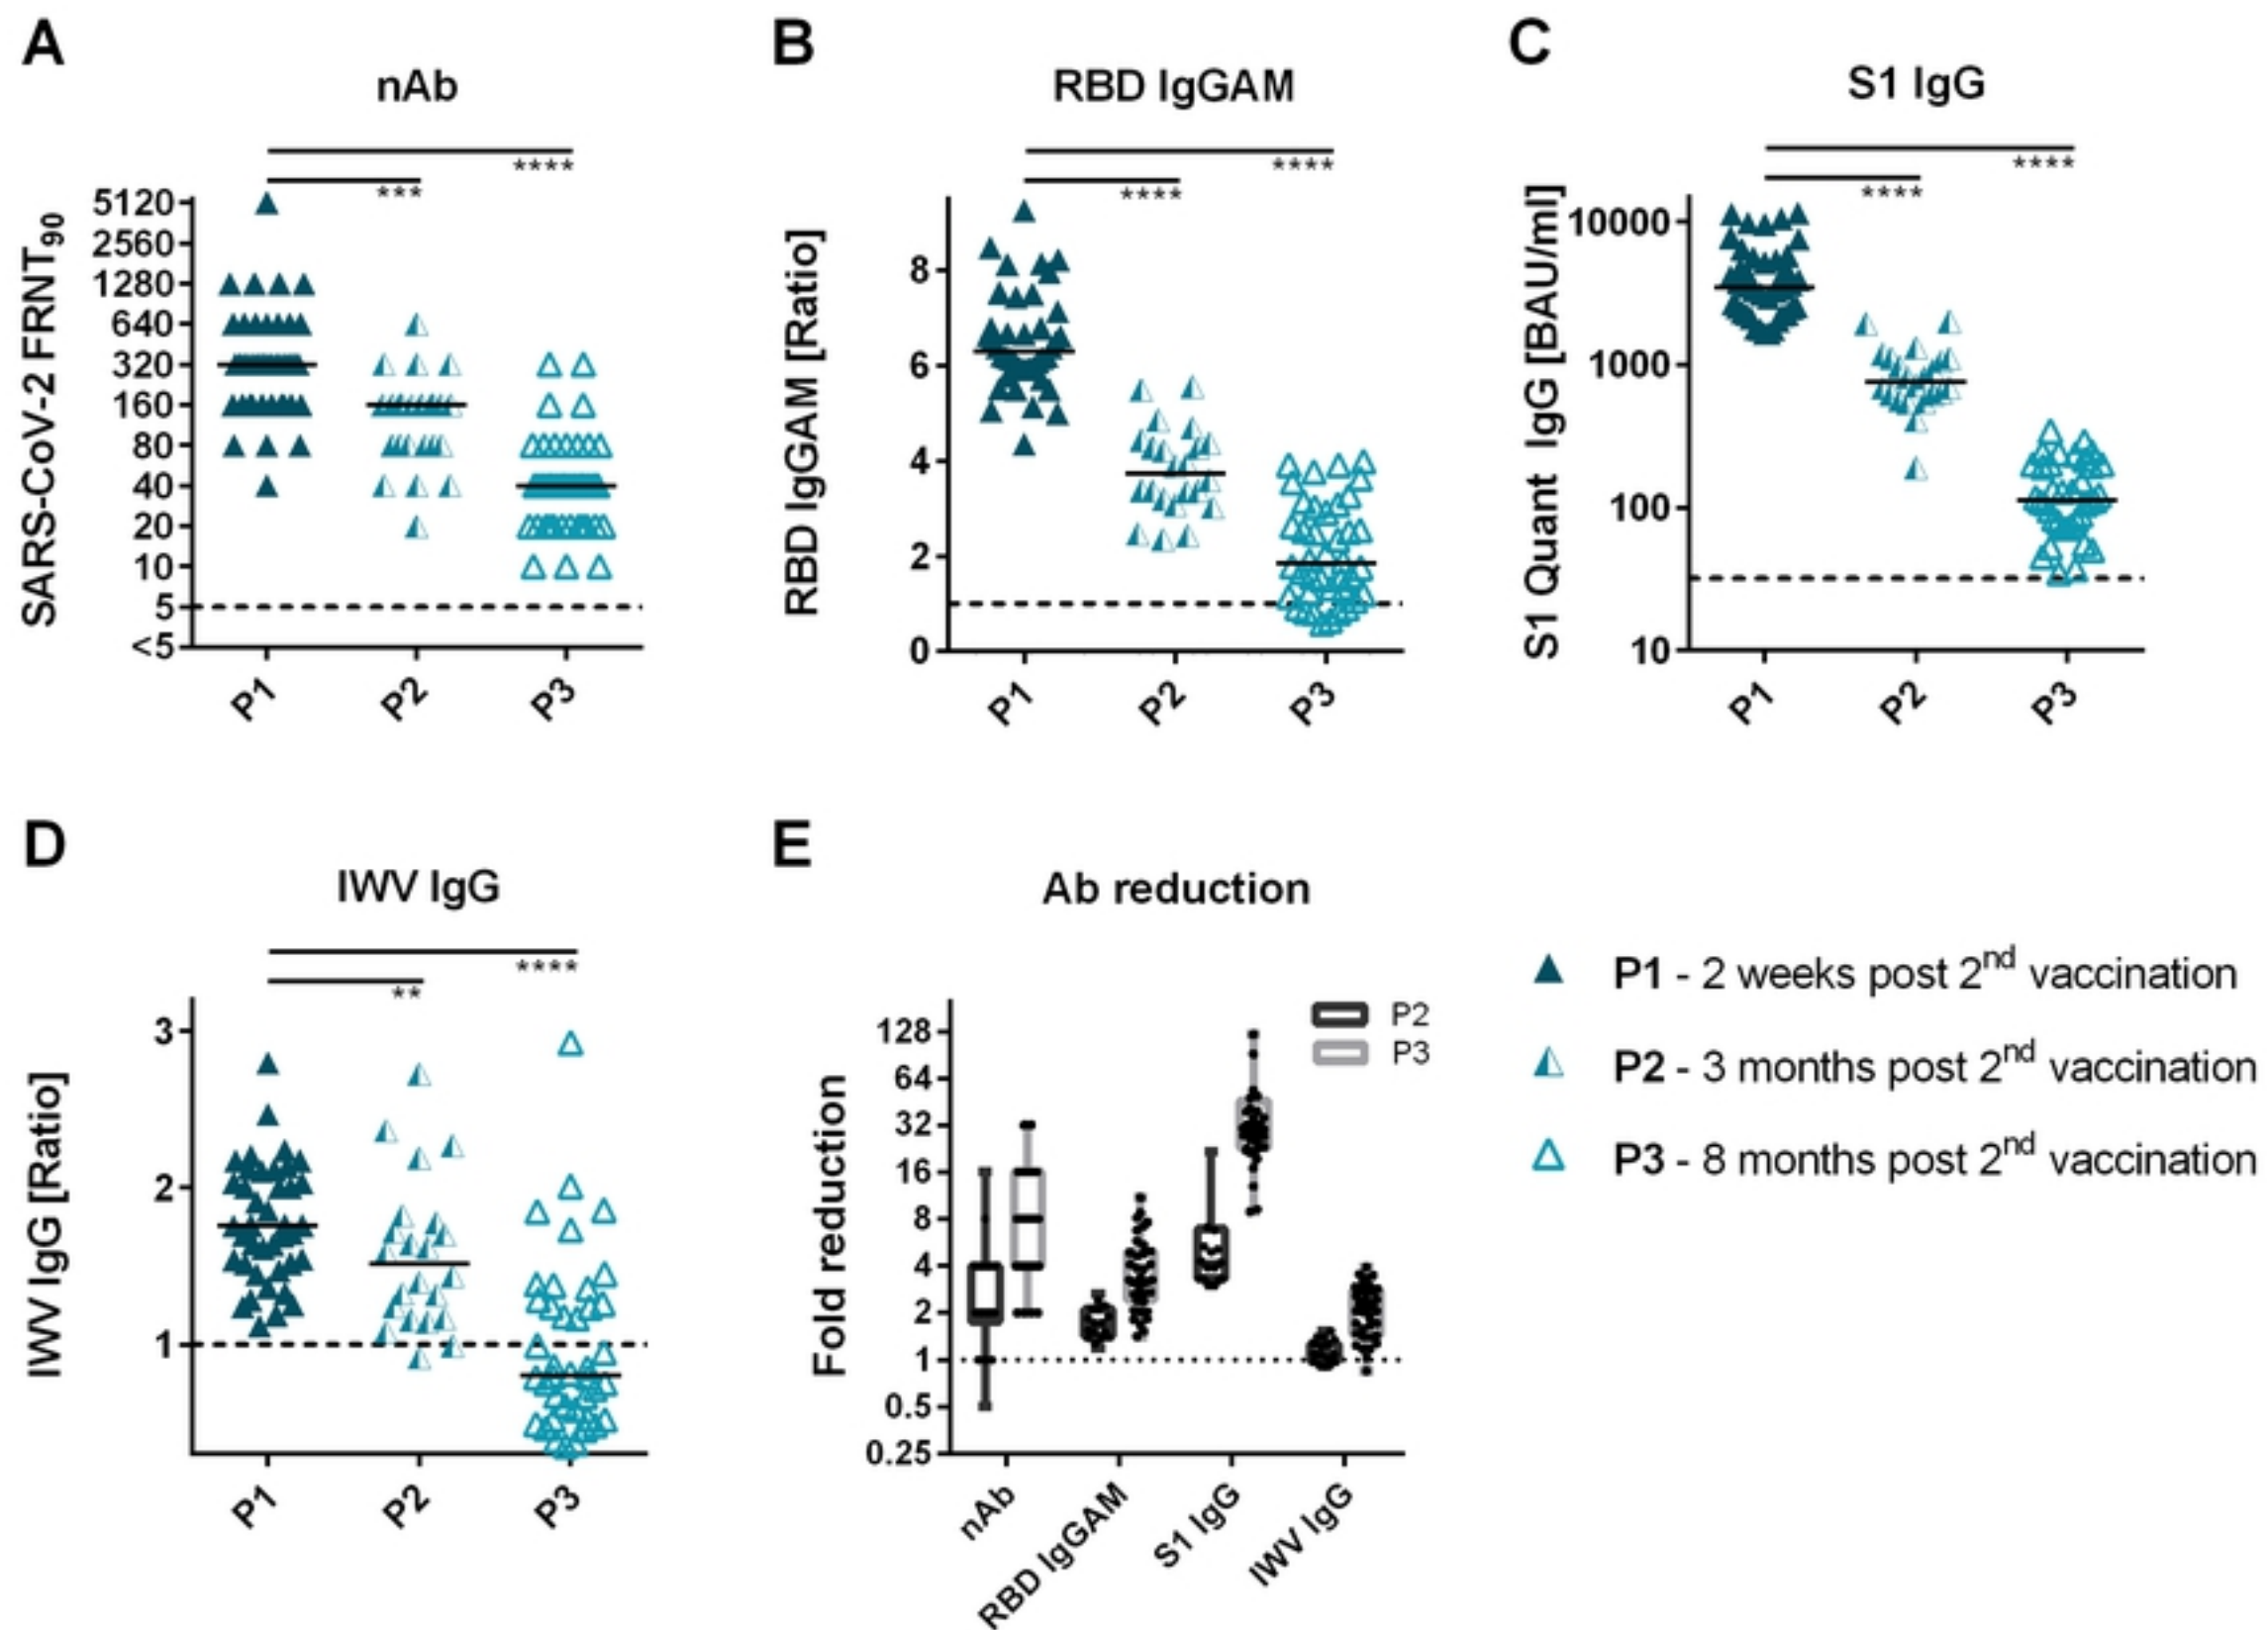 A
nAb
****
***
SARS-CoV-2 FRNT90
5120
2560
1280
640
320
160
80
40
20
10
5
<5
P1
P2
P3
B
RBD IgGAM
****
****
RBD IgGAM [Ratio]
8
6
4
2
0
P1
P2
P3
C
S1 IgG
****
****
S1 Quant IgG [BAU/ml]
10000
1000
100
10
P1
P2
P3
D
IWV IgG
****
**
IWV IgG [Ratio]
3
2
1
P1
P2
P3
E
Ab reduction
P2
P3
Fold reduction
128
64
32
16
8
4
2
1
0.5
0.25
nAb
RBD IgGAM
S1 IgG
IWV IgG
P1 - 2 weeks post 2nd vaccination
P2 - 3 months post 2nd vaccination
P3 - 8 months post 2nd vaccination